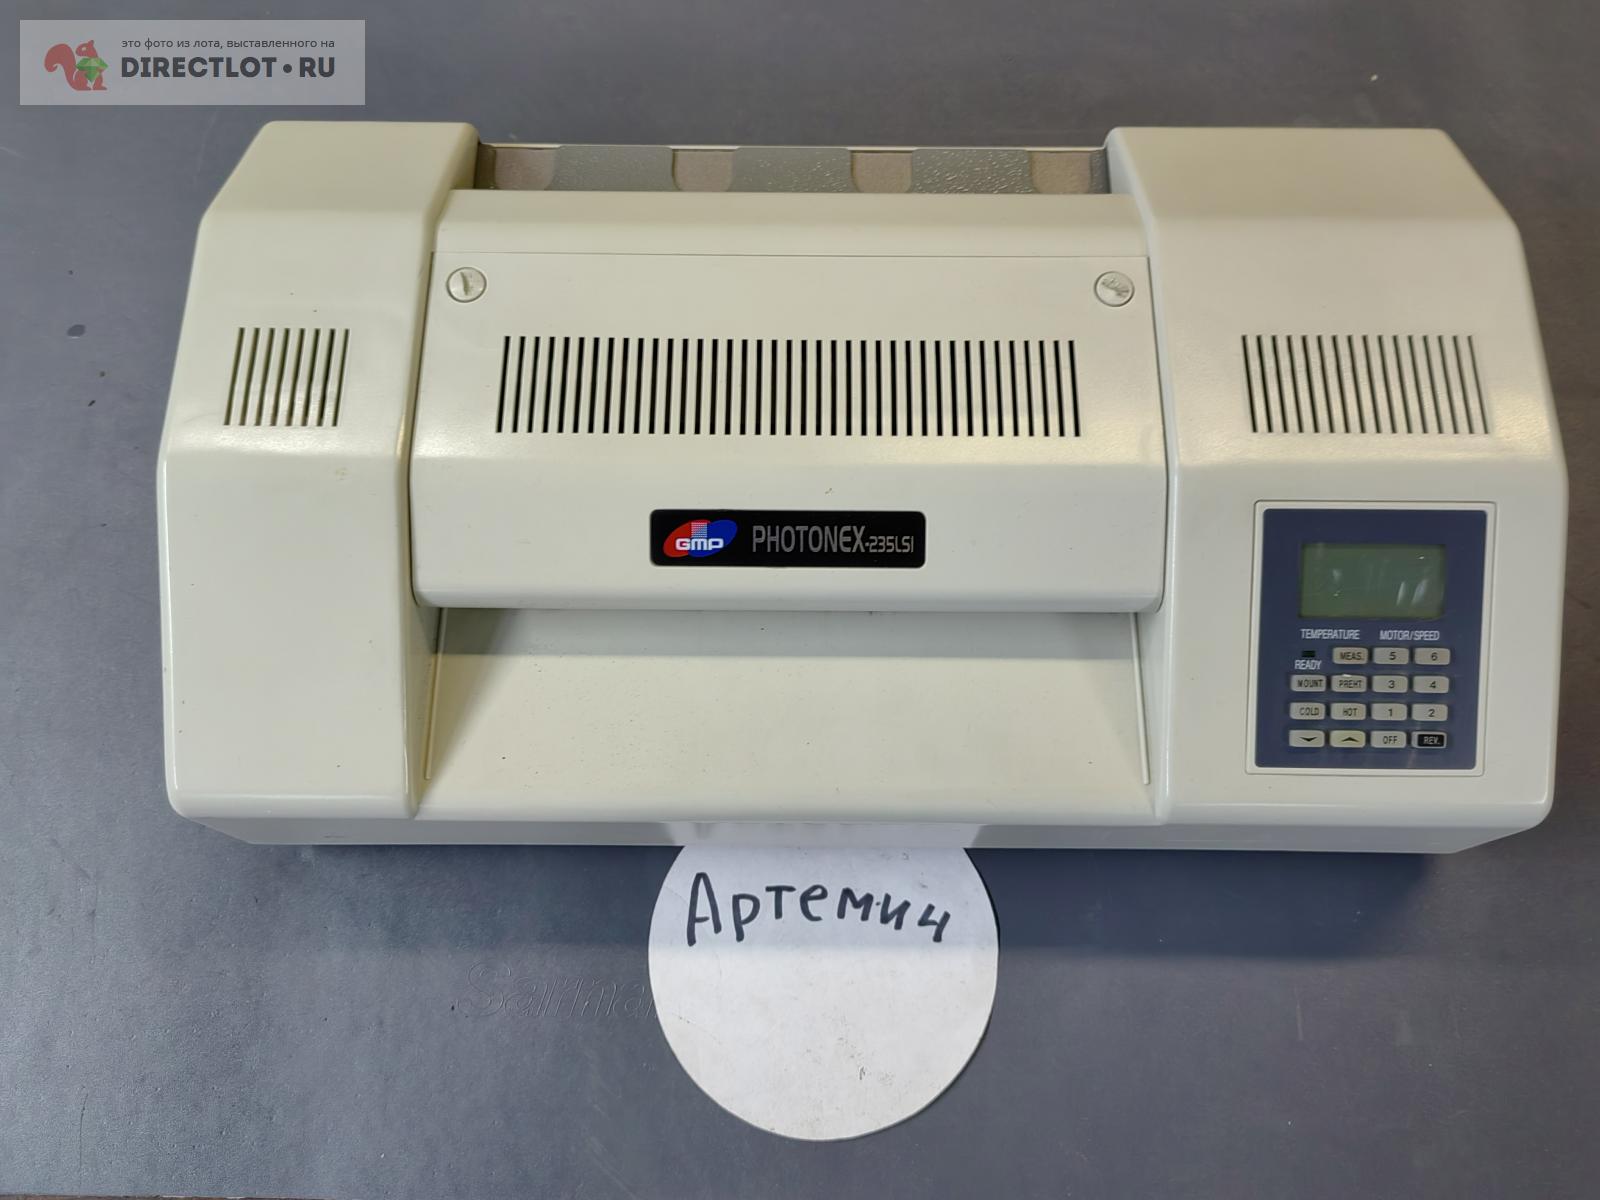 это фото из лота, выставленного на
DIRECTLOT•RU
GMP PHOTONEX-235LSI
TEMPERATURE MOTOR/SPEED
READY MEAS. 5 6
MOUNT PREHT 3 4
COLD HOT 1 2
OFF REV.
Артемич